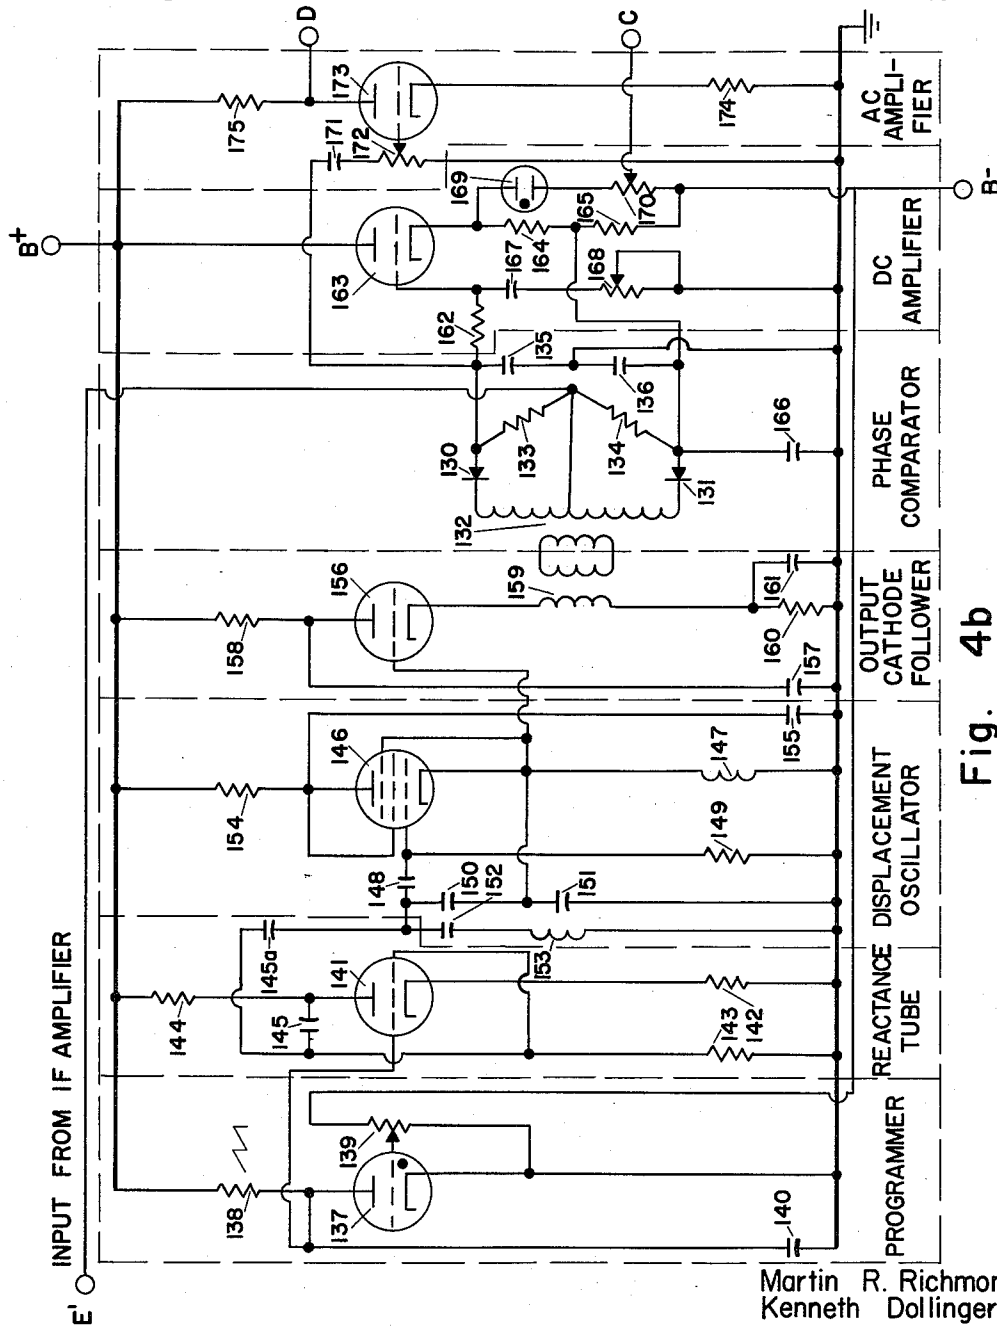 INPUT FROM IF AMPLIFIER
E'
B+
D
C
B-
138
137
139
140
PROGRAMMER
144
145
145a
141
143
142
REACTANCE
TUBE
154
146
148
150
152
151
153
149
147
155
DISPLACEMENT
OSCILLATOR
158
156
159
157
160
161
OUTPUT
CATHODE
FOLLOWER
132
130
133
134
131
135
136
166
PHASE
COMPARATOR
163
162
167
164
168
165
169
170
DC
AMPLIFIER
175
171
172
173
174
AC
AMPLI-
FIER
Fig. 4b
Martin R. Richmon
Kenneth Dollinger